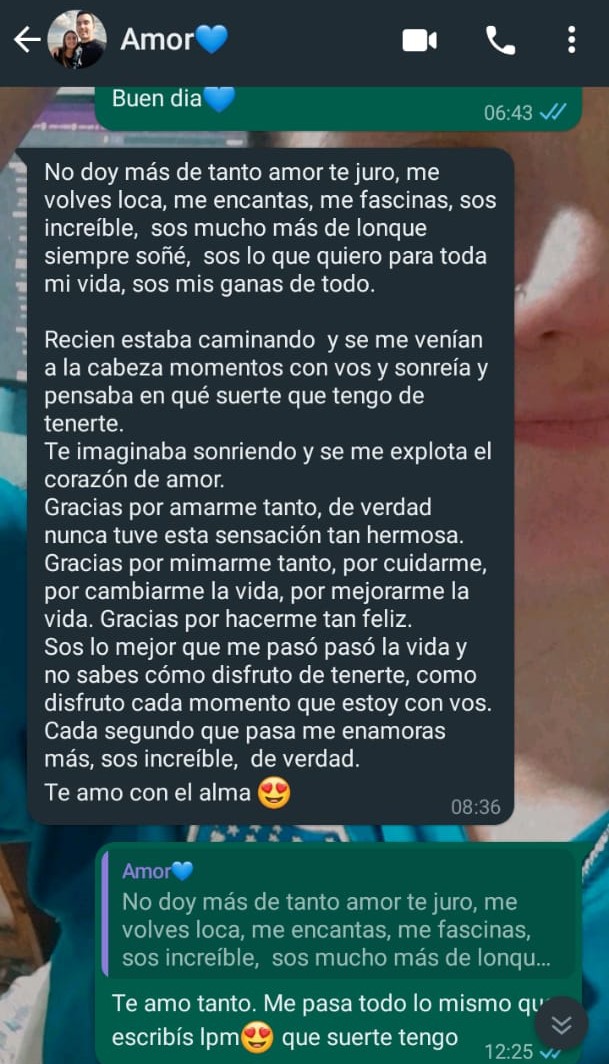 Amor💙
Buen dia💙
06:43
No doy más de tanto amor te juro, me
volves loca, me encantas, me fascinas, sos
increíble, sos mucho más de lonque
siempre soñé, sos lo que quiero para toda
mi vida, sos mis ganas de todo.
Recien estaba caminando y se me venían
a la cabeza momentos con vos y sonreía y
pensaba en qué suerte que tengo de
tenerte.
Te imaginaba sonriendo y se me explota el
corazón de amor.
Gracias por amarme tanto, de verdad
nunca tuve esta sensación tan hermosa.
Gracias por mimarme tanto, por cuidarme,
por cambiarme la vida, por mejorarme la
vida. Gracias por hacerme tan feliz.
Sos lo mejor que me pasó pasó la vida y
no sabes cómo disfruto de tenerte, como
disfruto cada momento que estoy con vos.
Cada segundo que pasa me enamoras
más, sos increíble, de verdad.
Te amo con el alma 😍
08:36
Amor💙
No doy más de tanto amor te juro, me
volves loca, me encantas, me fascinas,
sos increíble, sos mucho más de lonqu...
Te amo tanto. Me pasa todo lo mismo
escribís lpm😍 que suerte tengo
12:25